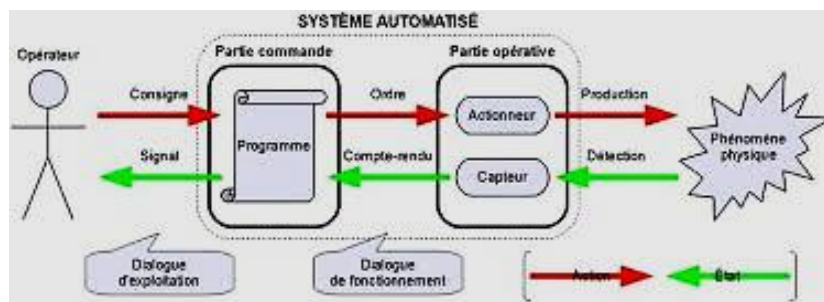 SYSTÈME AUTOMATISÉ
Opérateur
Partie commande
Partie opérative
Consigne
Ordre
Production
Programme
Actionneur
Phénomène
physique
Signal
Compte-rendu
Détection
Capteur
Dialogue
d'exploitation
Dialogue
de fonctionnement
Action
État